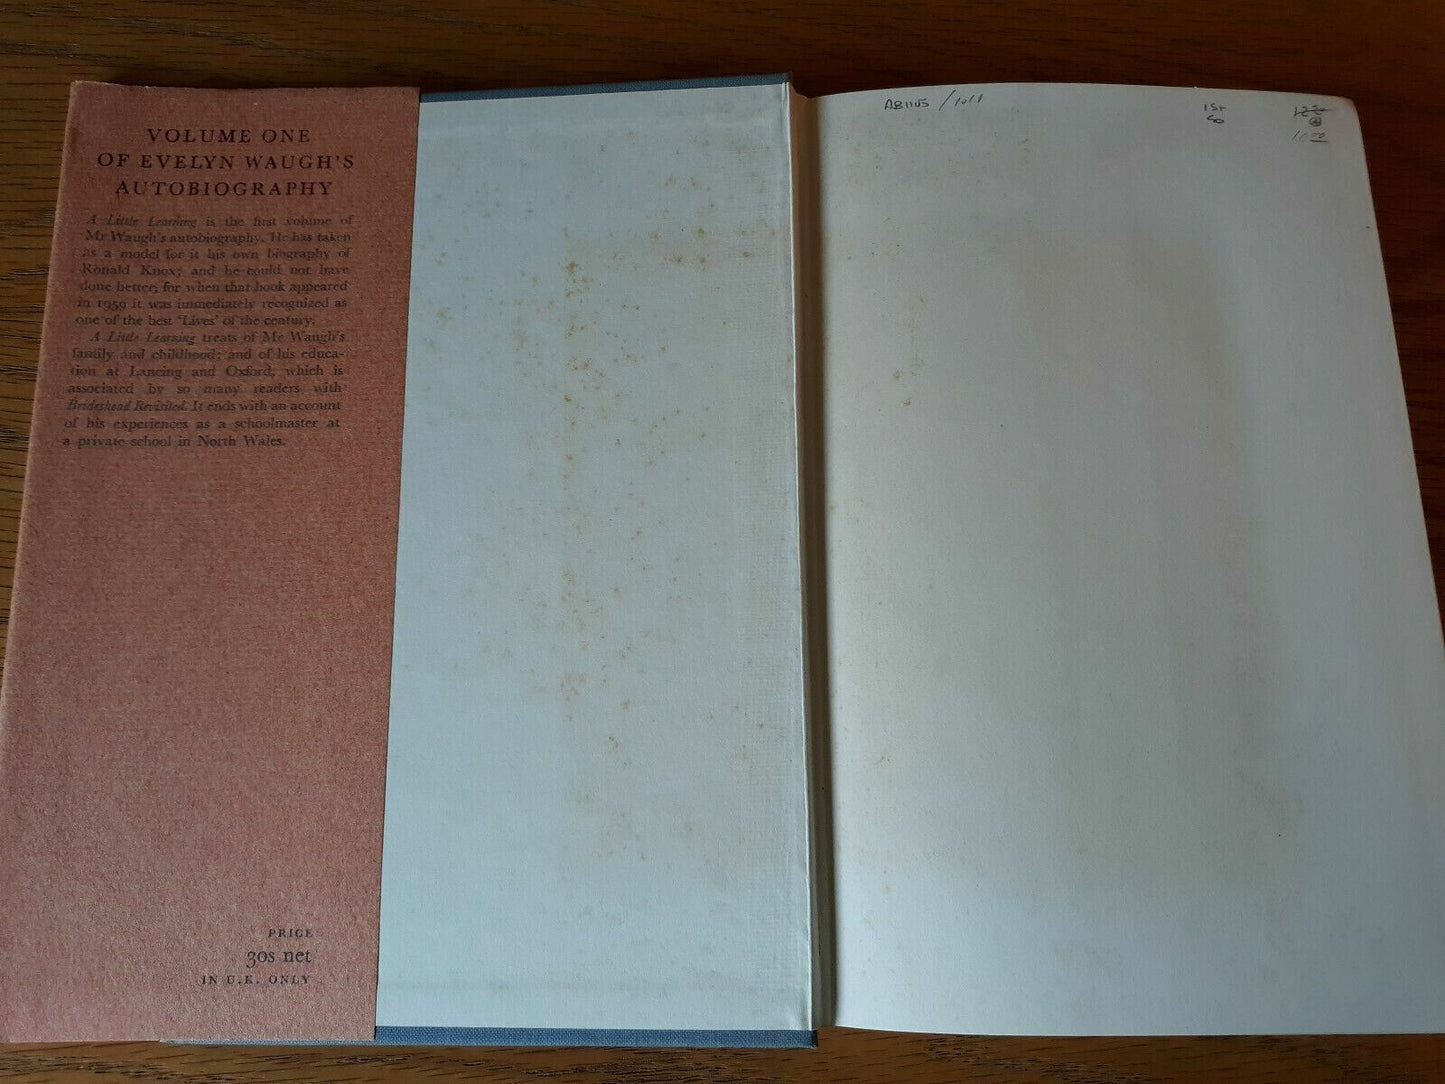 VOLUME ONE
OF EVELYN WAUGH'S
AUTOBIOGRAPHY
A Little Learning is the first volume of
Mr Waugh's autobiography. He has taken
as a model for it his own biography of
Ronald Knox; and he could not have
done better; for when that book appeared
in 1959 it was immediately recognized as
one of the best 'Lives' of the century.
A Little Learning treats of Mr Waugh's
family and childhood; and of his educa-
tion at Lancing and Oxford, which is
associated by so many readers with
Brideshead Revisited. It ends with an account
of his experiences as a schoolmaster at
a private school in North Wales.
PRICE
30s net
IN U.K. ONLY
AB1105 / 1011
1st